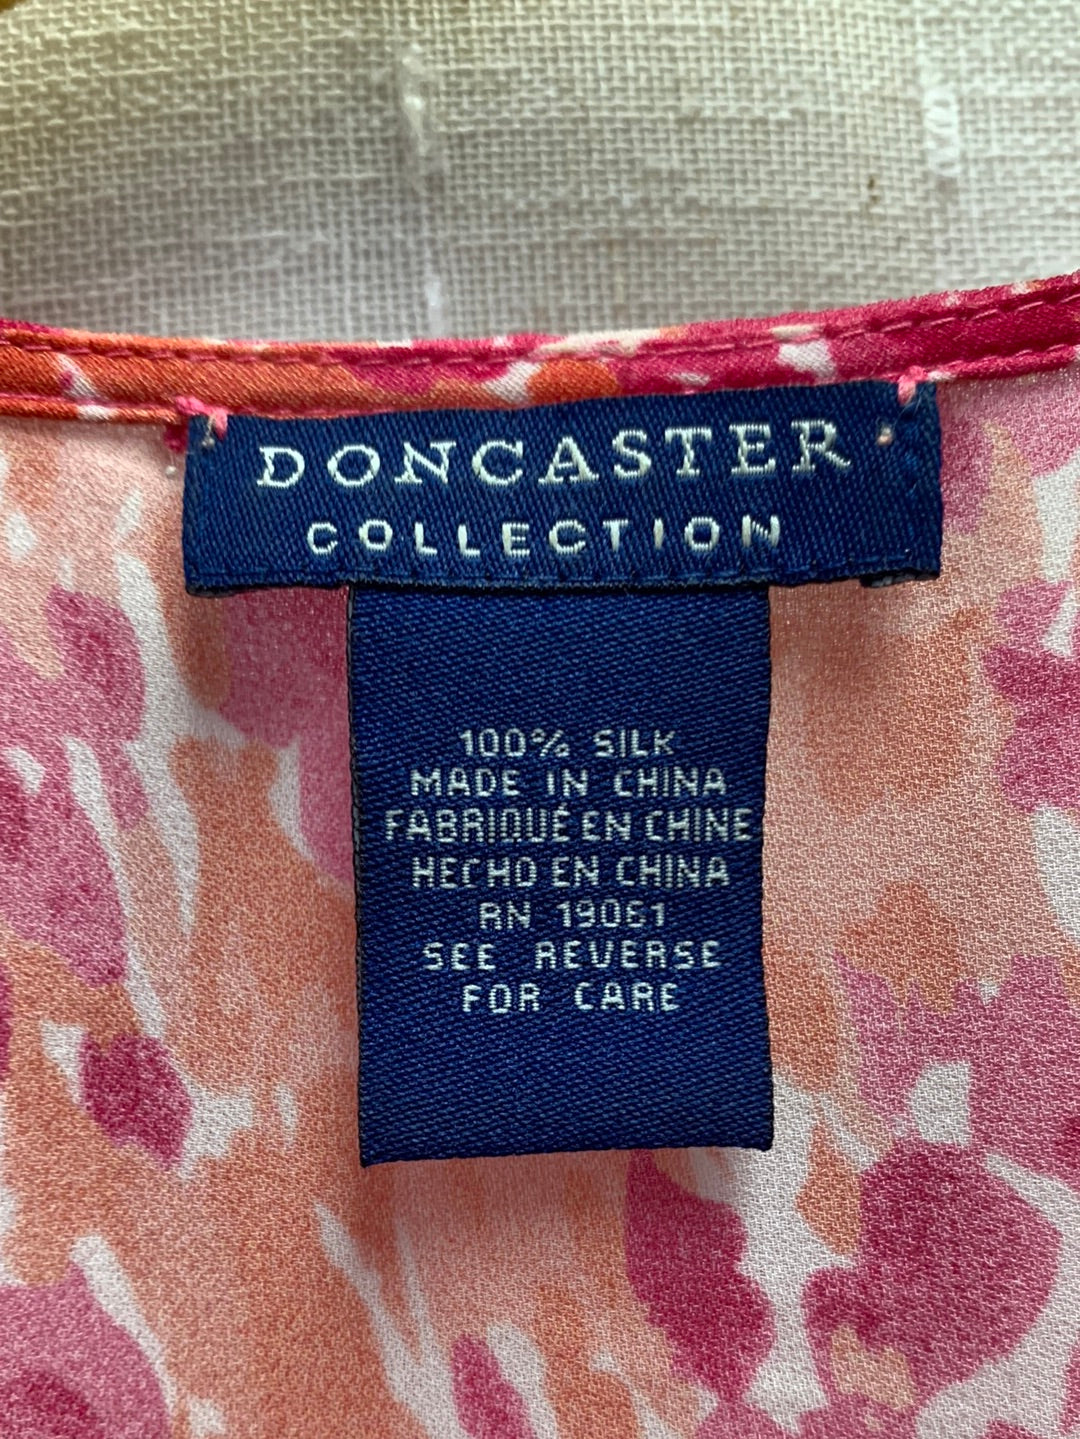 DONCASTER
COLLECTION
100% SILK
MADE IN CHINA
FABRIQUÉ EN CHINE
HECHO EN CHINA
RN 19061
SEE REVERSE
FOR CARE